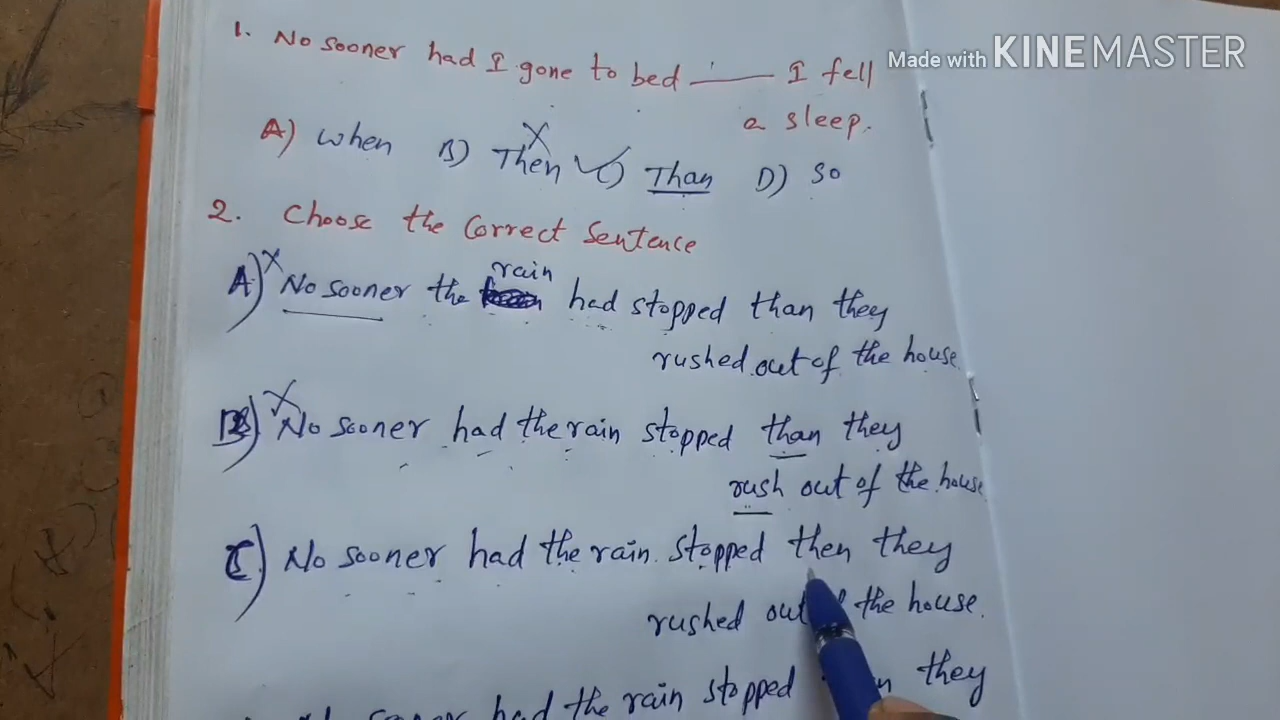 1. No sooner had I gone to bed —— I fell
Made with KINEMASTER
a sleep.
A) when B) Then C) Than D) so
2. Choose the Correct Sentence
A) No sooner the rain had stopped than they
rushed out of the house
B) No sooner had the rain stopped than they
rush out of the house
C) No sooner had the rain stopped then they
rushed out the house.
had the rain stopped they